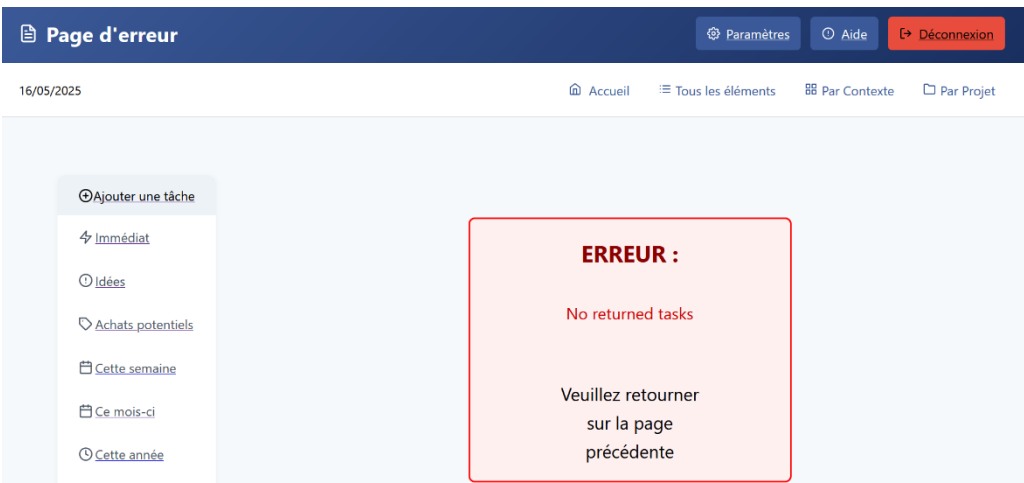 Page d'erreur
Paramètres
Aide
Déconnexion
16/05/2025
Accueil
Tous les éléments
Par Contexte
Par Projet
Ajouter une tâche
Immédiat
Idées
Achats potentiels
Cette semaine
Ce mois-ci
Cette année
ERREUR :
No returned tasks
Veuillez retourner
sur la page
précédente